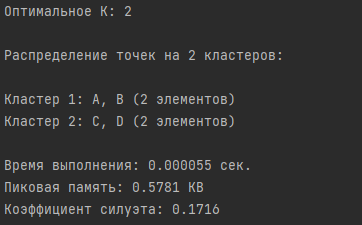 Оптимальное K: 2
Распределение точек на 2 кластеров:
Кластер 1: A, B (2 элементов)
Кластер 2: C, D (2 элементов)
Время выполнения: 0.000055 сек.
Пиковая память: 0.5781 KB
Коэффициент силуэта: 0.1716